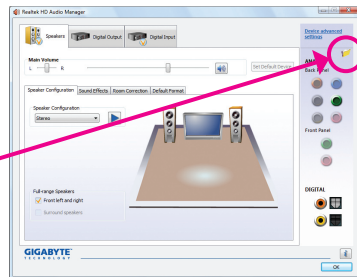 Realtek HD Audio Manager
Speakers
Digital Output
Digital Input
Device advanced
settings
Main Volume
L
R
Set Default Device
ANALOG
Back Panel
Speaker Configuration
Sound Effects
Room Correction
Default Format
Speaker Configuration
Stereo
Front Panel
Full-range Speakers
Front left and right
Surround speakers
DIGITAL
GIGABYTE
TECHNOLOGY
OK